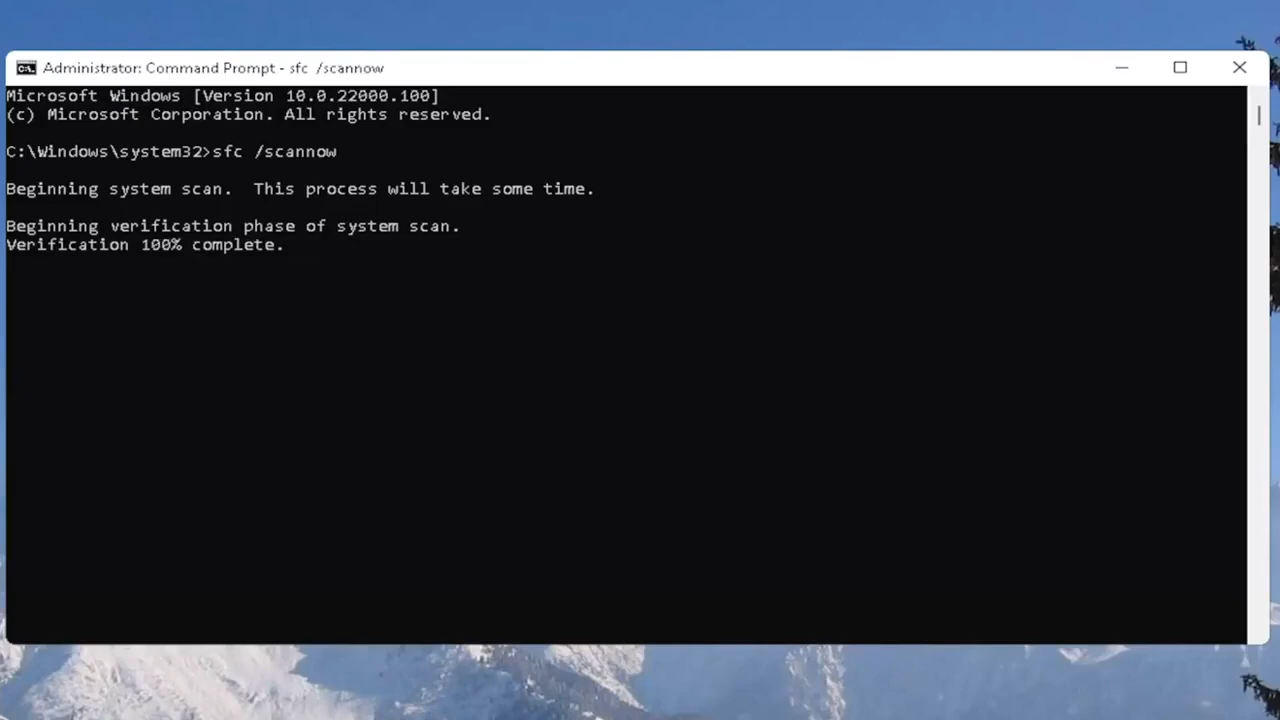 Administrator: Command Prompt - sfc  /scannow
Microsoft Windows [Version 10.0.22000.100]
(c) Microsoft Corporation. All rights reserved.
C:\Windows\system32>sfc /scannow
Beginning system scan.  This process will take some time.
Beginning verification phase of system scan.
Verification 100% complete.